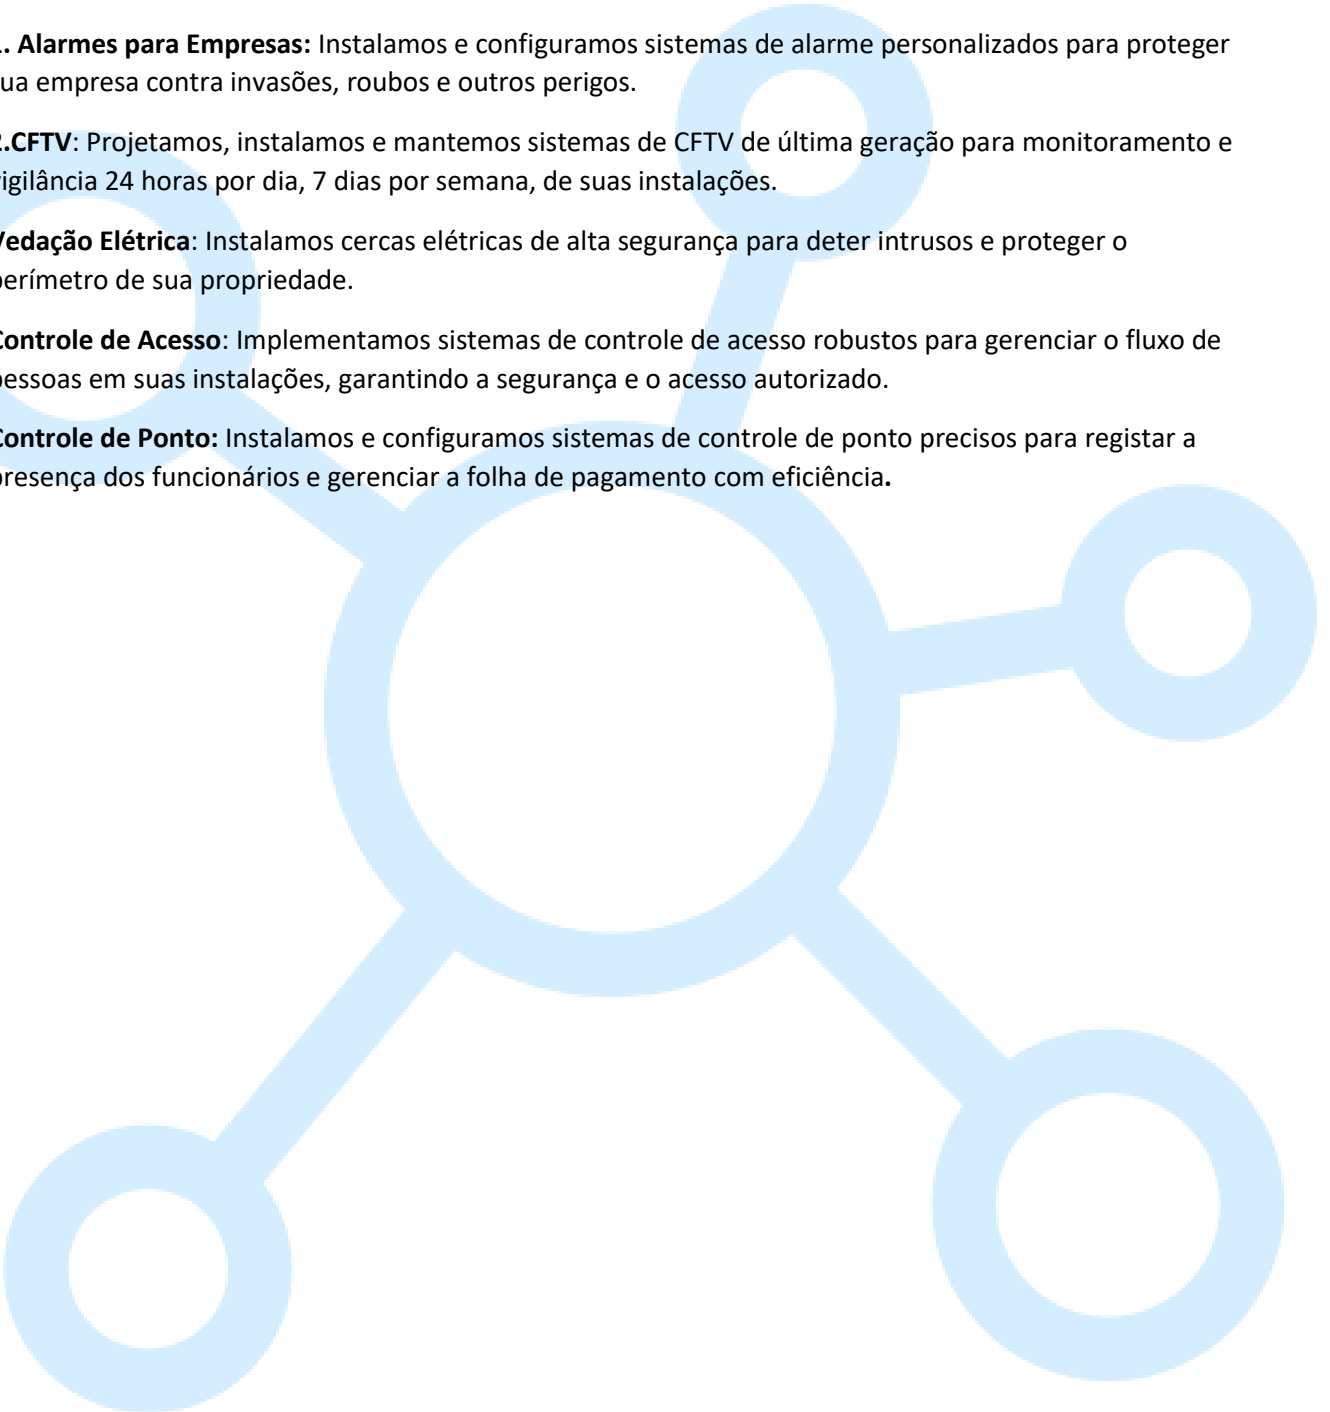 . Alarmes para Empresas: Instalamos e configuramos sistemas de alarme personalizados para proteger
ua empresa contra invasões, roubos e outros perigos.
2.CFTV: Projetamos, instalamos e mantemos sistemas de CFTV de última geração para monitoramento e
vigilância 24 horas por dia, 7 dias por semana, de suas instalações.
Vedação Elétrica: Instalamos cercas elétricas de alta segurança para deter intrusos e proteger o
perímetro de sua propriedade.
Controle de Acesso: Implementamos sistemas de controle de acesso robustos para gerenciar o fluxo de
pessoas em suas instalações, garantindo a segurança e o acesso autorizado.
Controle de Ponto: Instalamos e configuramos sistemas de controle de ponto precisos para registar a
presença dos funcionários e gerenciar a folha de pagamento com eficiência.